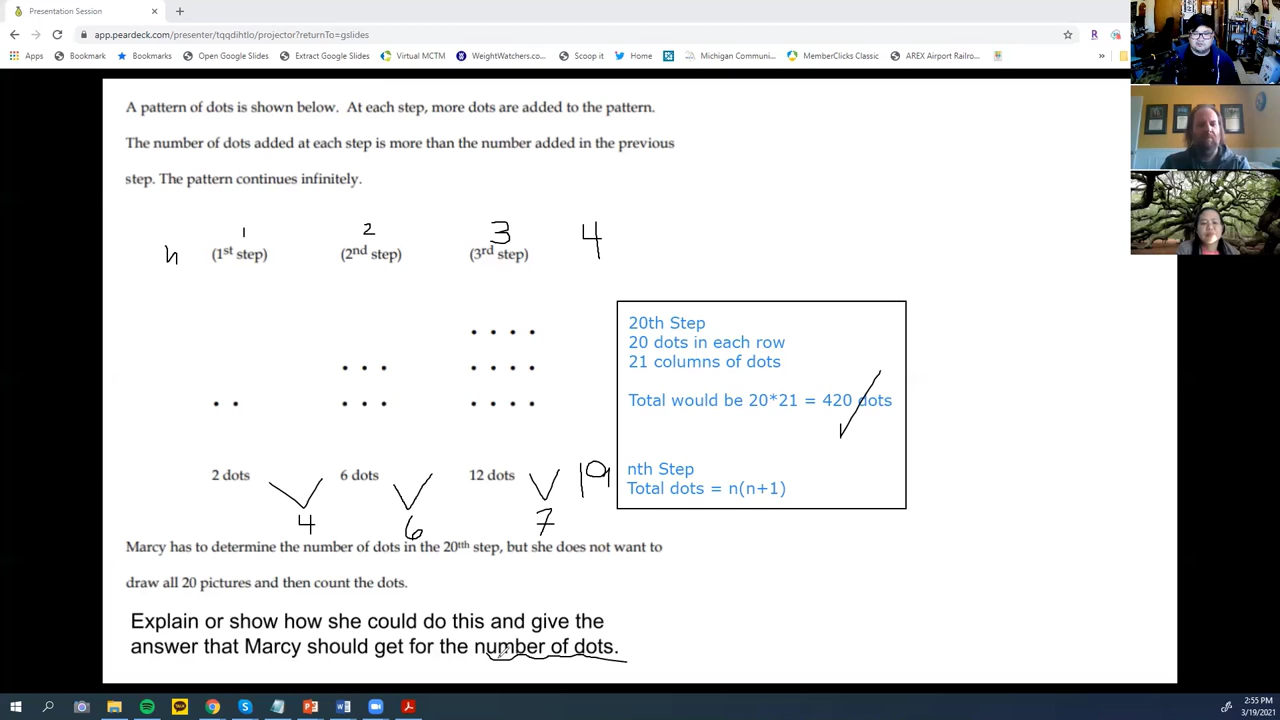 Presentation Session
app.peardeck.com/presenter/tqqdihtlo/projector?returnTo=gslides
R
Apps Bookmark Bookmarks Open Google Slides Extract Google Slides Virtual MCTM WeightWatchers.co... Scoop it Home Michigan Communi... MemberClicks Classic AREX Airport Railro... »
A pattern of dots is shown below. At each step, more dots are added to the pattern.
The number of dots added at each step is more than the number added in the previous
step. The pattern continues infinitely.
1 2 3 4
n (1st step) (2nd step) (3rd step)
20th Step
20 dots in each row
21 columns of dots
Total would be 20*21 = 420 dots
2 dots 6 dots 12 dots 19
nth Step
Total dots = n(n+1)
4 6 7
Marcy has to determine the number of dots in the 20tth step, but she does not want to
draw all 20 pictures and then count the dots.
Explain or show how she could do this and give the
answer that Marcy should get for the number of dots.
2:55 PM
3/19/2021